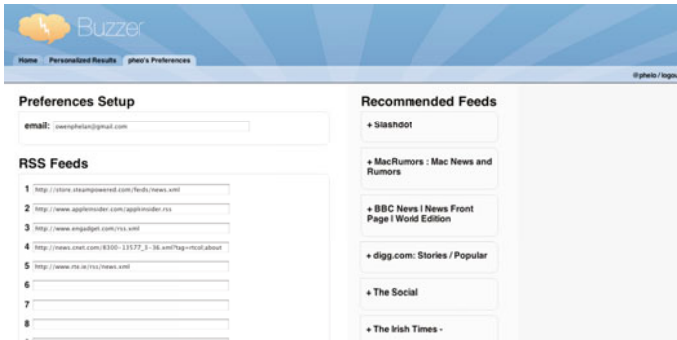 Buzzer
Home Personalized Results pheo's Preferences
@phelo / logou
Preferences Setup
email: owenphelan@gmail.com
RSS Feeds
1 http://store.steampowered.com/feeds/news.xml
2 http://www.appleinsider.com/appleinsider.rss
3 http://www.engadget.com/rss.xml
4 http://news.cnet.com/8300-13577_3-36.xml?tag=rtcol;about
5 http://www.rte.ie/rss/news.xml
6
7
8
Recommended Feeds
+ Slashdot
+ MacRumors : Mac News and
Rumors
+ BBC News | News Front
Page | World Edition
+ digg.com: Stories / Popular
+ The Social
+ The Irish Times -